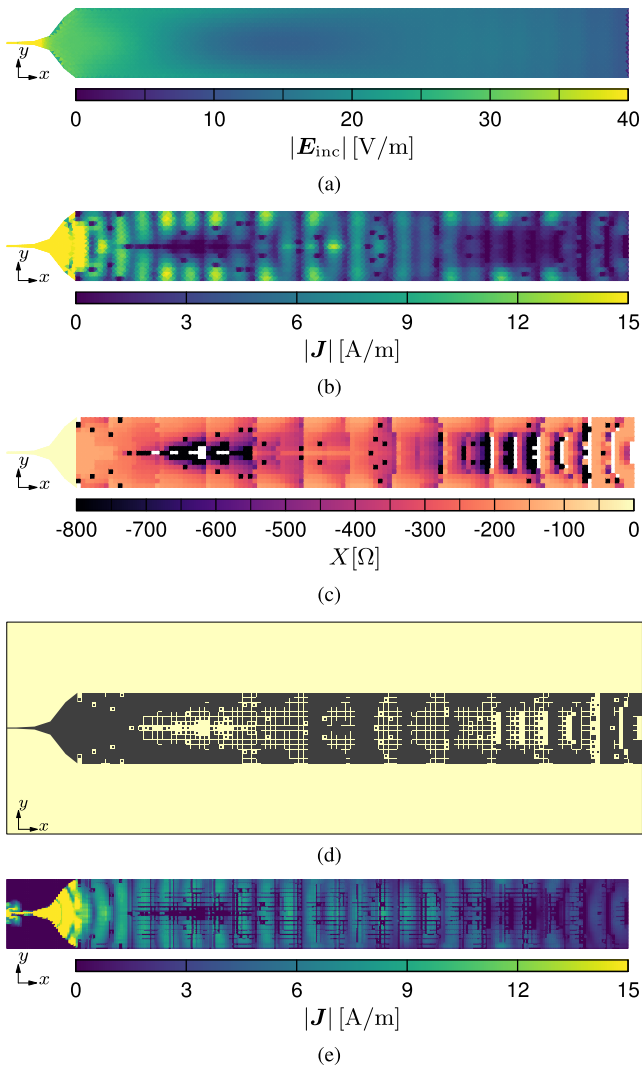 y
x
0 10 20 30 40
|E_inc| [V/m]
(a)
y
x
0 3 6 9 12 15
|J| [A/m]
(b)
y
x
-800 -700 -600 -500 -400 -300 -200 -100 0
X[Ω]
(c)
y
x
(d)
y
x
0 3 6 9 12 15
|J| [A/m]
(e)